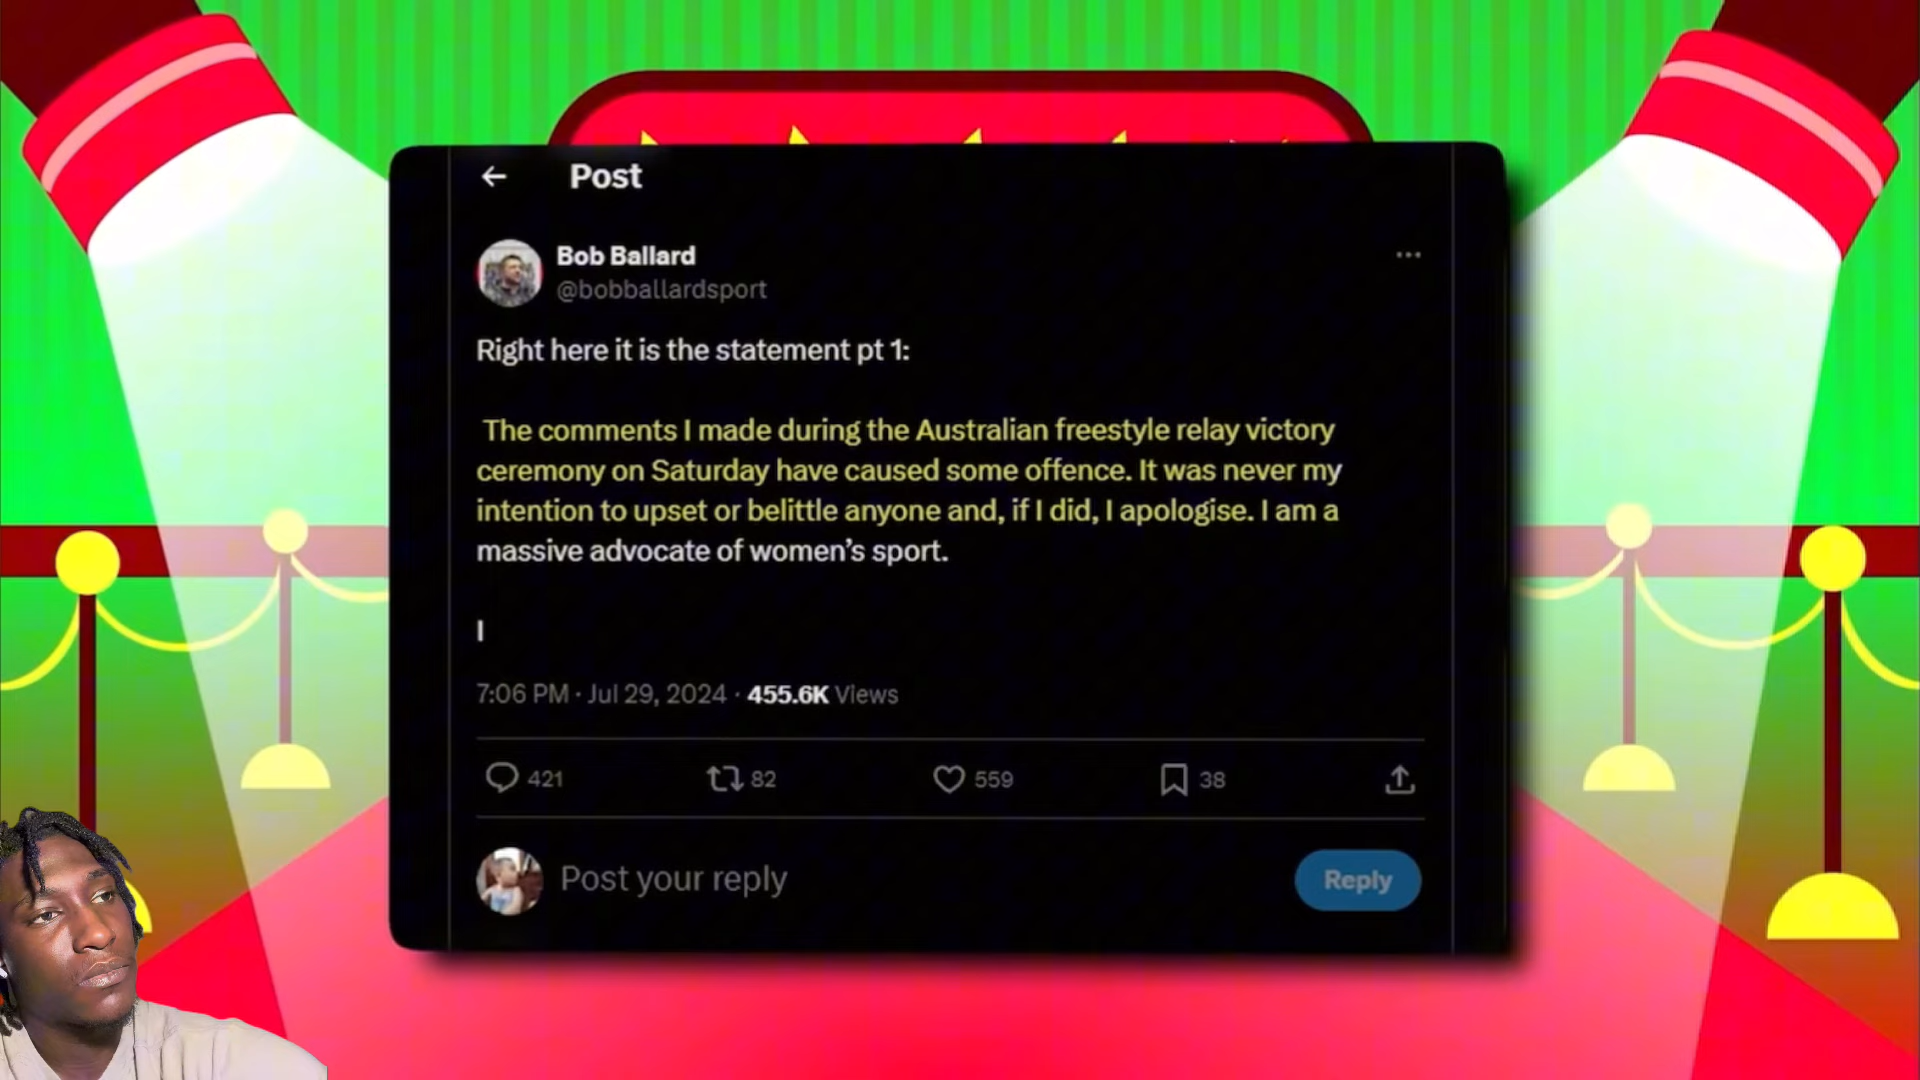 Post
Bob Ballard
@bobballardsport
Right here it is the statement pt 1:
The comments I made during the Australian freestyle relay victory
ceremony on Saturday have caused some offence. It was never my
intention to upset or belittle anyone and, if I did, I apologise. I am a
massive advocate of women’s sport.
I
7:06 PM · Jul 29, 2024 · 455.6K Views
421 82 559 38
Post your reply
Reply